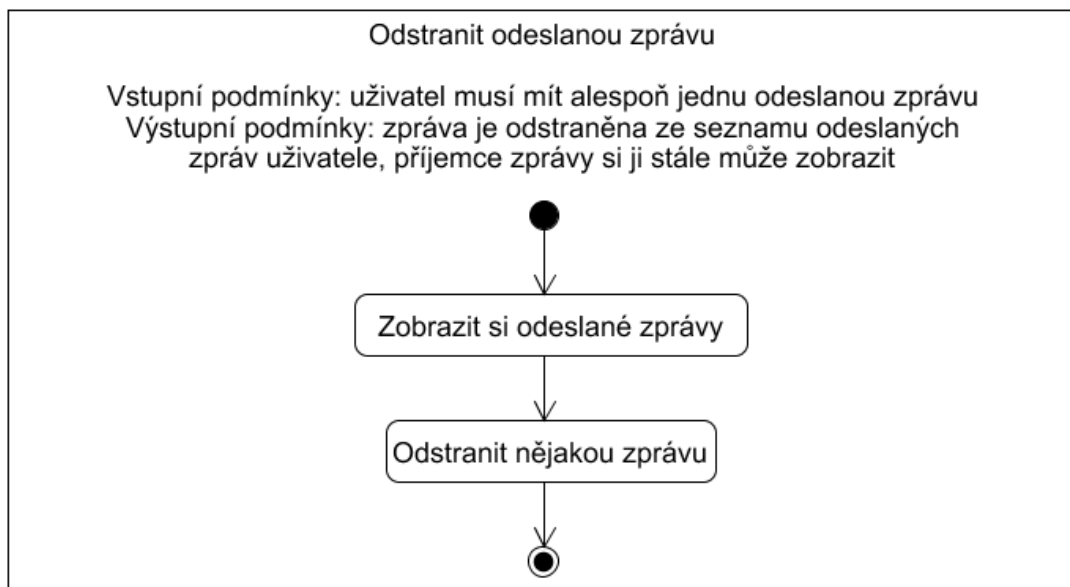 Odstranit odeslanou zprávu
Vstupní podmínky: uživatel musí mít alespoň jednu odeslanou zprávu
Výstupní podmínky: zpráva je odstraněna ze seznamu odeslaných
zpráv uživatele, příjemce zprávy si ji stále může zobrazit
Zobrazit si odeslané zprávy
Odstranit nějakou zprávu